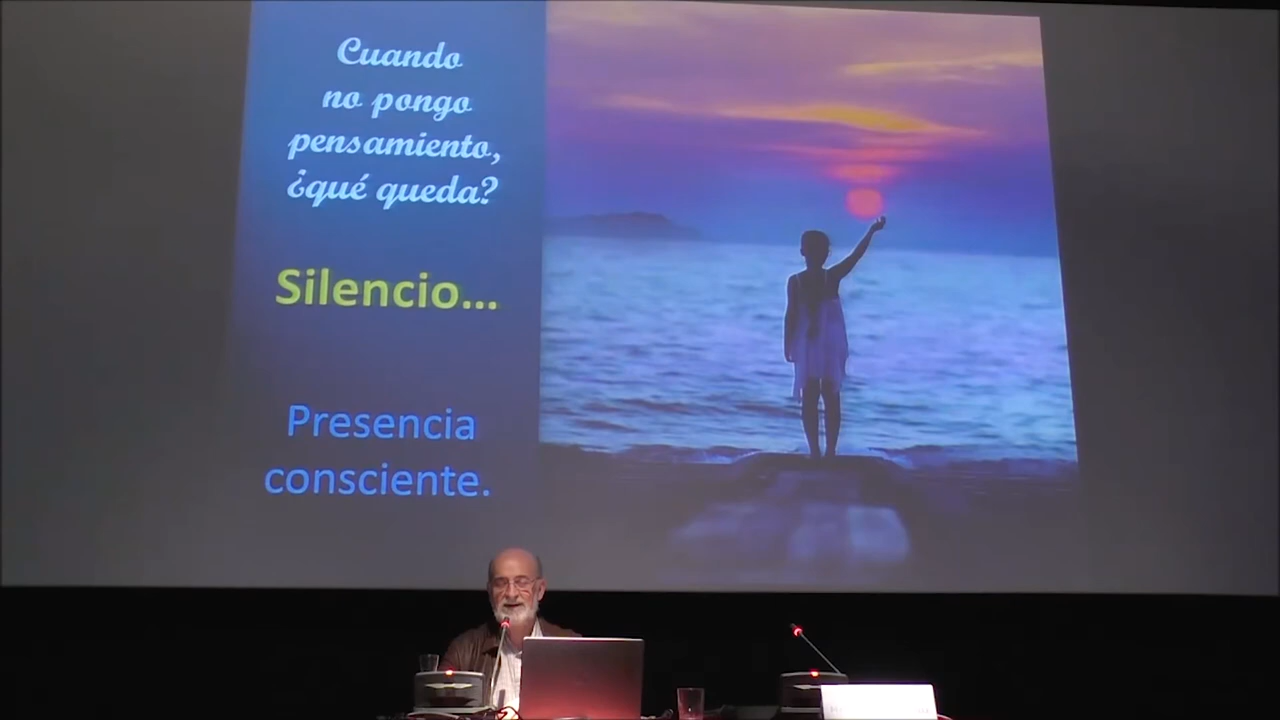 Cuando
no pongo
pensamiento,
¿qué queda?
Silencio...
Presencia
consciente.